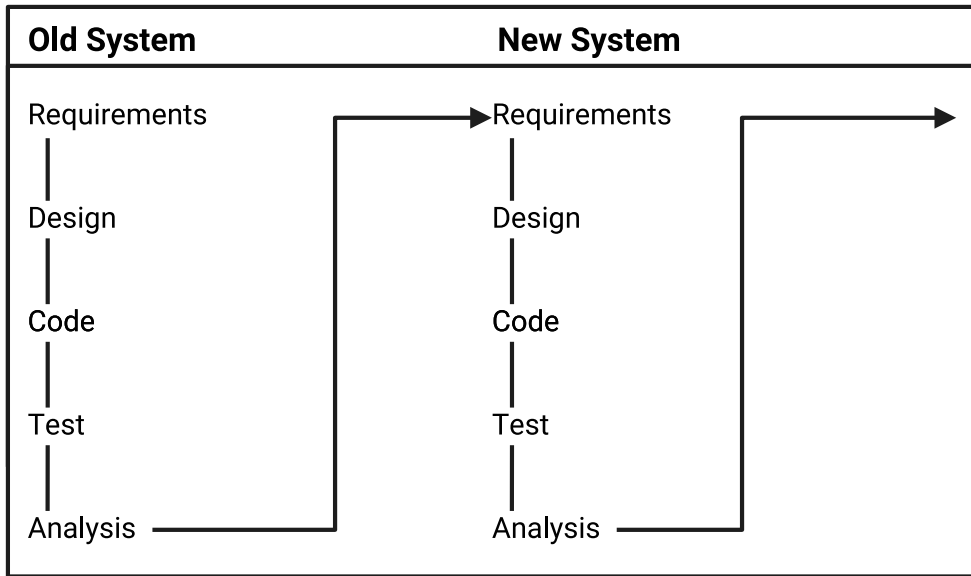 Old System
New System
Requirements
Design
Code
Test
Analysis
Requirements
Design
Code
Test
Analysis